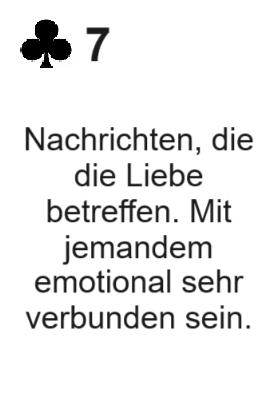 ♣ 7
Nachrichten, die
die Liebe
betreffen. Mit
jemandem
emotional sehr
verbunden sein.